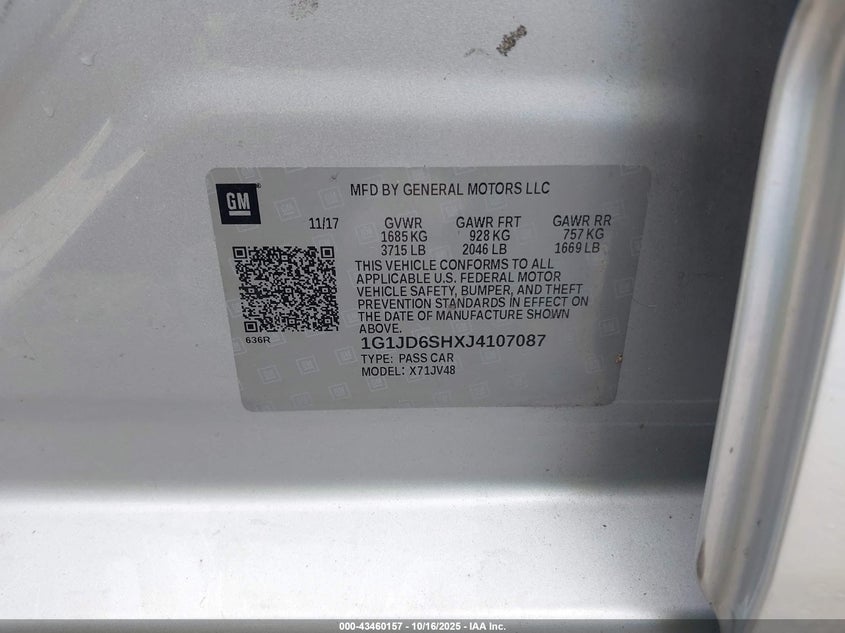 GM
MFD BY GENERAL MOTORS LLC
11/17 GVWR GAWR FRT GAWR RR
1685 KG 928 KG 757 KG
3715 LB 2046 LB 1669 LB
THIS VEHICLE CONFORMS TO ALL
APPLICABLE U.S. FEDERAL MOTOR
VEHICLE SAFETY, BUMPER, AND THEFT
PREVENTION STANDARDS IN EFFECT ON
THE DATE OF MANUFACTURE SHOWN
ABOVE.
636R
1G1JD6SHXJ4107087
TYPE: PASS CAR
MODEL: X71JV48
000-43460157 - 10/16/2025 - IAA Inc.